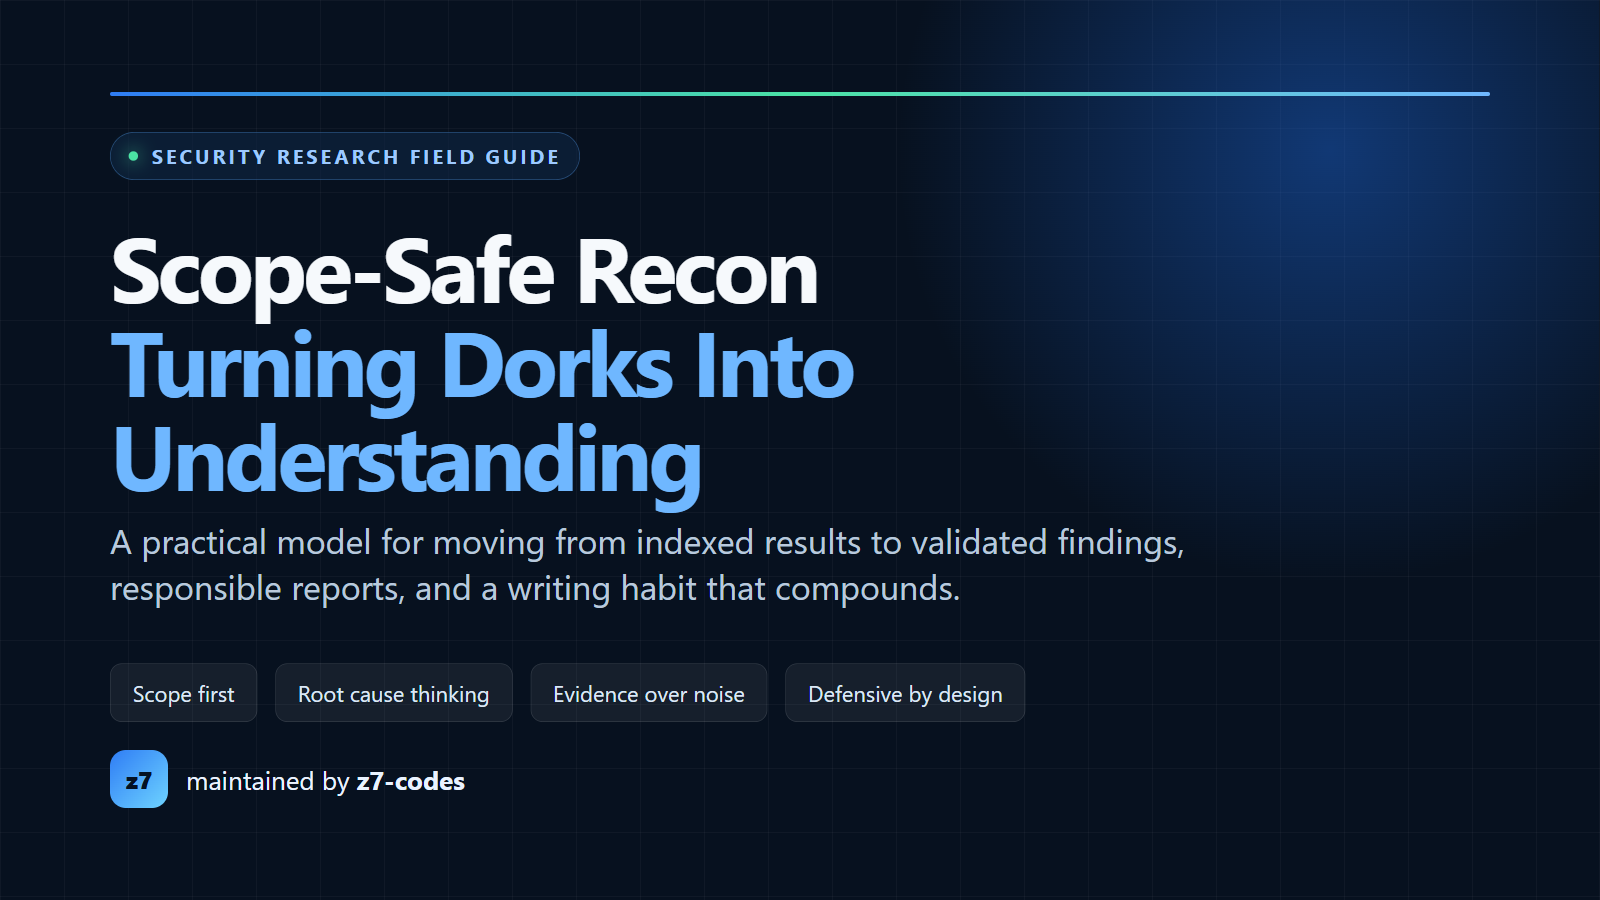 SECURITY RESEARCH FIELD GUIDE
Scope-Safe Recon
Turning Dorks Into
Understanding
A practical model for moving from indexed results to validated findings,
responsible reports, and a writing habit that compounds.
Scope first
Root cause thinking
Evidence over noise
Defensive by design
z7
maintained by z7-codes